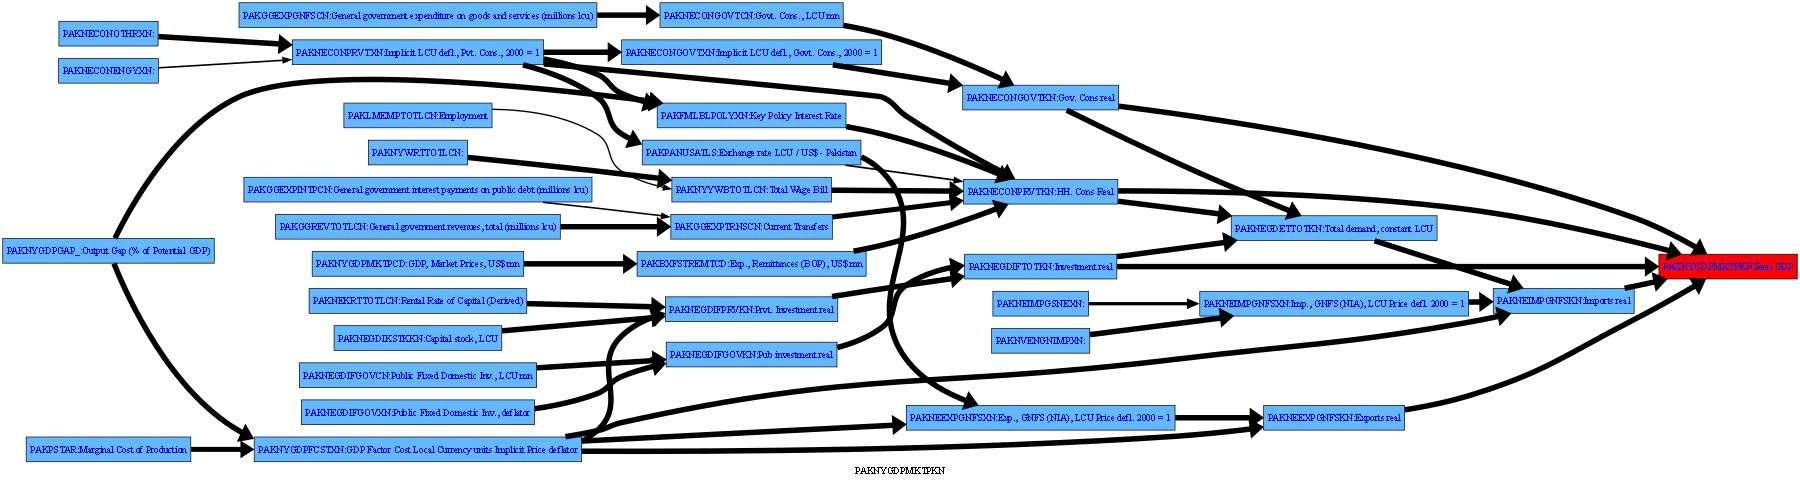 PAKGGEXPGNFSCN:General government expenditure on goods and services (millions lcu)
PAKNECONGOVTCN:Govt. Cons., LCU mn
PAKNECONOTHRXN:
PAKNECONPRVTXN:Implicit LCU defl., Pvt. Cons., 2000 = 1
PAKNECONGOVTXN:Implicit LCU defl., Govt. Cons., 2000 = 1
PAKNECONENGYXN:
PAKNECONGOVTKN:Gov. Cons real
PAKLMEMPTOTLCN:Employment
PAKFMLBLPOLYXN:Key Policy Interest Rate
PAKNYWRTTOTLCN:
PAKPANUSATLS:Exchange rate LCU / US$ - Pakistan
PAKGGEXPINTPCN:General government interest payments on public debt (millions lcu)
PAKNYYWBTOTLCN:Total Wage Bill
PAKNECONPRVTKN:HH. Cons Real
PAKGGREVTOTLCN:General government revenues, total (millions lcu)
PAKGGEXPTRNSCN:Current Transfers
PAKNEGDETTOTKN:Total demand, constant LCU
PAKNYGDPGAP_:Output Gap (% of Potential GDP)
PAKNYGDPMKTPCD:GDP, Market Prices, US$ mn
PAKBXFSTREMTCD:Exp., Remittances (BOP), US$ mn
PAKNEGDIFTOTKN:Investment real
PAKNYGDPMKTPKN:Real GDP
PAKNEKRTTOTLCN:Rental Rate of Capital (Derived)
PAKNEGDIFPRVKN:Prvt. Investment real
PAKNEIMPGSNEXN:
PAKNEIMPGNFSXN:Imp., GNFS (NIA), LCU Price defl. 2000 = 1
PAKNEIMPGNFSKN:Imports real
PAKNEGDIKSTKKN:Capital stock, LCU
PAKNVENGNIMPXN:
PAKNEGDIFGOVKN:Pub investment real
PAKNEGDIFGOVCN:Public Fixed Domestic Inv., LCU mn
PAKNEGDIFGOVXN:Public Fixed Domestic Inv., deflator
PAKNEEXPGNFSXN:Exp., GNFS (NIA), LCU Price defl. 2000 = 1
PAKNEEXPGNFSKN:Exports real
PAKPSTAR:Marginal Cost of Production
PAKNYGDPFCSTXN:GDP Factor Cost Local Currency units Implicit Price deflator
PAKNYGDPMKTPKN